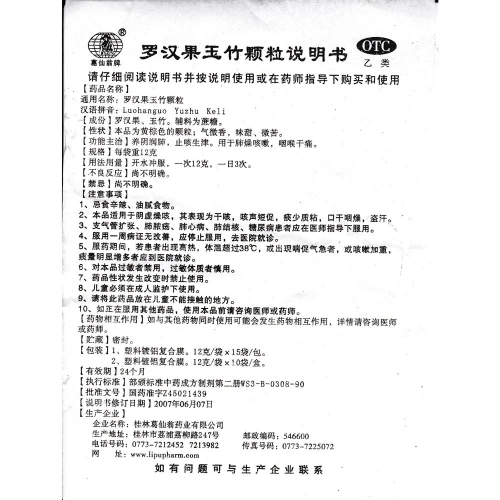 葛仙翁牌
罗汉果玉竹颗粒说明书
OTC
乙类
请仔细阅读说明书并按说明使用或在药师指导下购买和使用
【药品名称】
通用名称：罗汉果玉竹颗粒
汉语拼音：Luohanguo Yuzhu Keli
【成份】罗汉果、玉竹。辅料为蔗糖。
【性状】本品为黄棕色的颗粒；气微香，味甜、微苦。
【功能主治】养阴润肺，止咳生津。用于肺燥咳嗽，咽喉干痛。
【规格】每袋重12克
【用法用量】开水冲服，一次12克，一日3次。
【不良反应】尚不明确。
【禁忌】尚不明确。
【注意事项】
1、忌食辛辣、油腻食物。
2、本品适用于阴虚燥咳，其表现为干咳，咳声短促，痰少质粘，口干咽燥，盗汗。
3、支气管扩张、肺脓疡、肺心病、肺结核、糖尿病患者应在医师指导下服用。
4、服用一周病证无改善，应停止服用，去医院就诊。
5、服药期间，若患者出现高热，体温超过38℃，或出现喘促气急者，或咳嗽加重，
痰量明显增多者应到医院就诊。
6、对本品过敏者禁用，过敏体质者慎用。
7、药品性状发生改变时禁止使用。
8、儿童必须在成人监护下使用。
9、请将此药品放在儿童不能接触的地方。
10、如正在服用其他药品，使用本品前请咨询医师或药师。
【药物相互作用】如与其他药物同时使用可能会发生药物相互作用，详情请咨询医师
或药师。
【贮藏】密封。
【包装】1、塑料镀铝复合膜。12克/袋×15袋/包。
2、塑料镀铝复合膜。12克/袋×10袋/盒。
【有效期】24个月
【执行标准】部颁标准中药成方制剂第二册WS3-B-0308-90
【批准文号】国药准字Z45021439
【说明书修订日期】2007年06月07日
【生产企业】
企业名称：桂林葛仙翁药业有限公司
生产地址：桂林市荔浦荔柳路247号 邮政编码：546600
电话号码：0773-7212452 7213982 传真号码：0773-7225072
网 址：www.lipupharm.com
如有问题可与生产企业联系